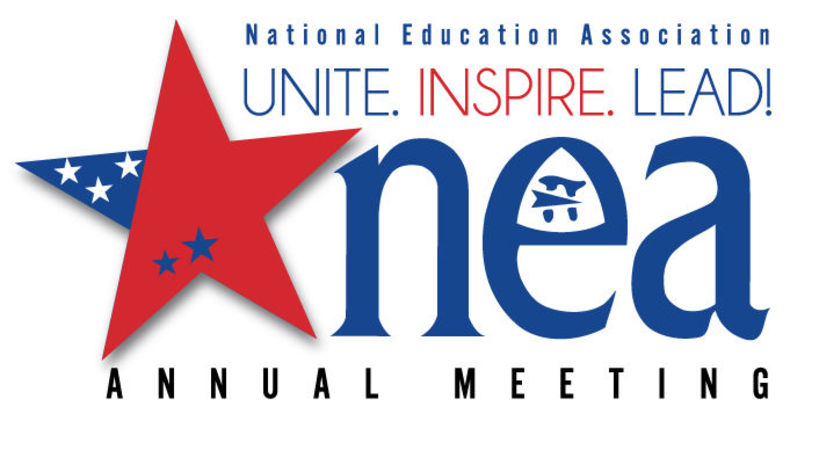 National Education Association
UNITE. INSPIRE. LEAD!
nea
ANNUAL MEETING